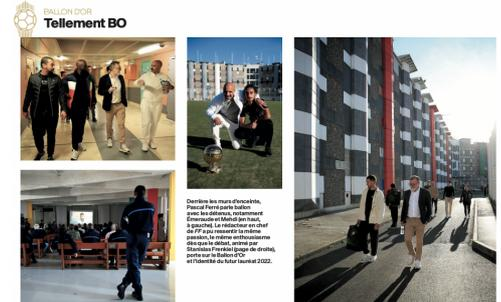 BALLON D'OR
Tellement BO
Derrière les murs d'enceinte,
Pascal Ferré parle ballon
avec les détenus, notamment
Émeraude et Mehdi (en haut,
à gauche). Le rédacteur en chef
de FF a pu ressentir la même
passion, le même enthousiasme
dès que le débat, animé par
Stanislas Frenkiel (page de droite),
porte sur le Ballon d'Or
et l'identité du futur lauréat 2022.